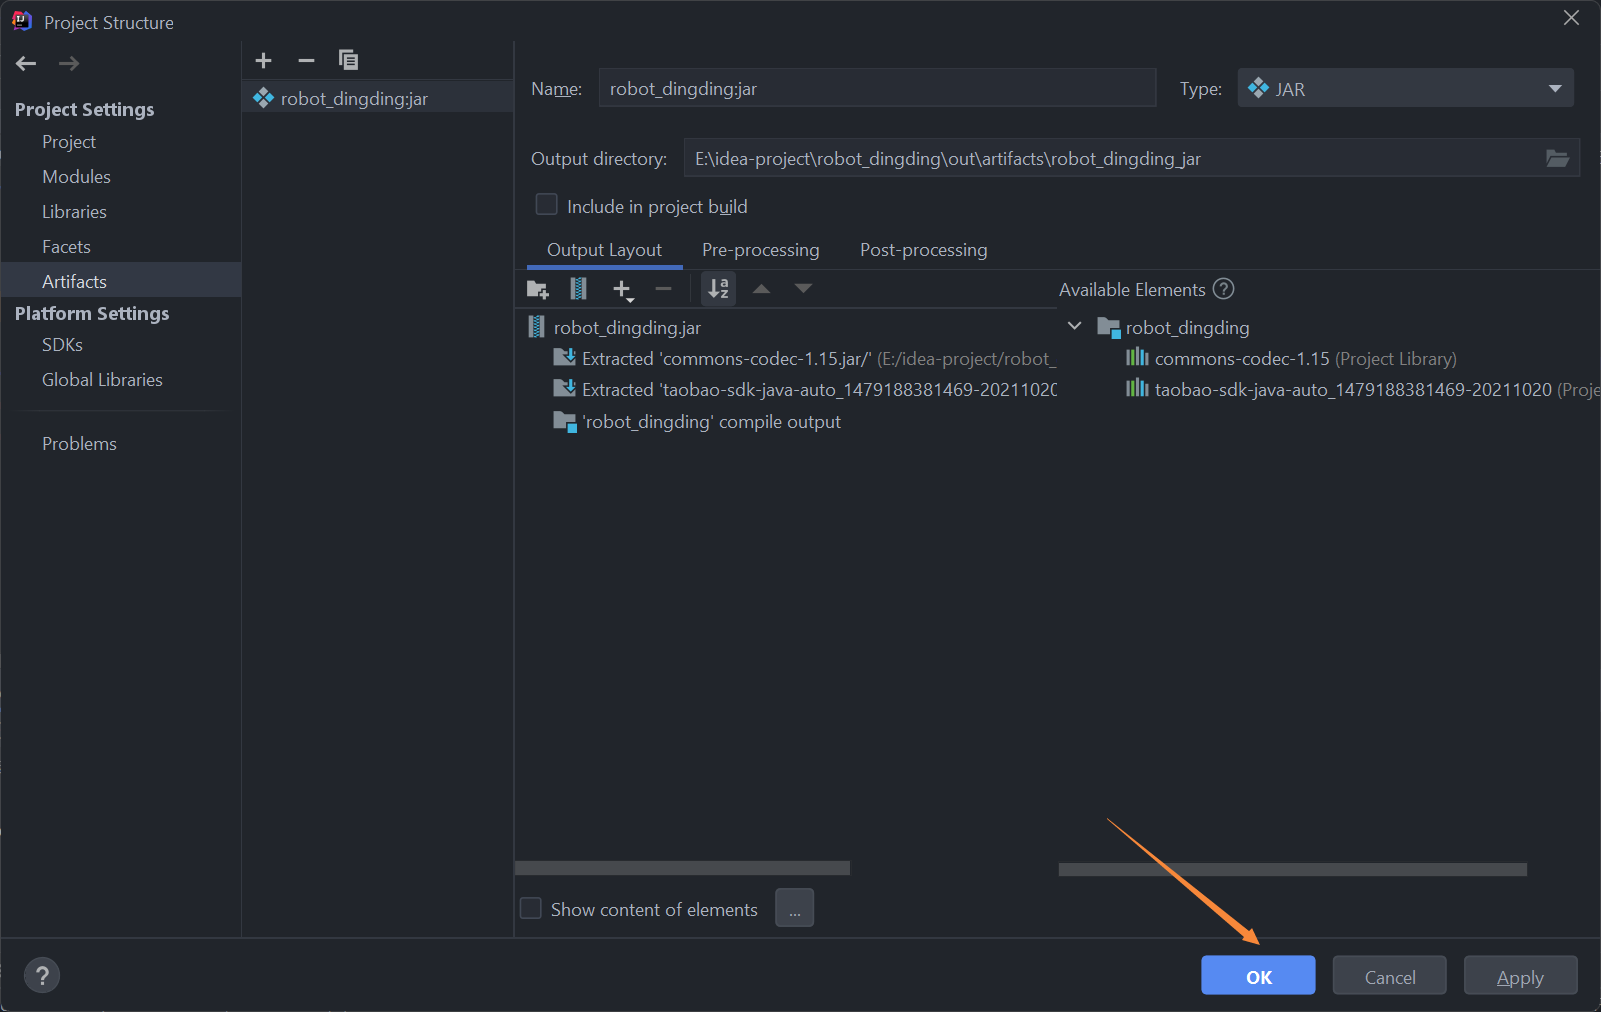 Project Structure
Project Settings
Project
Modules
Libraries
Facets
Artifacts
Platform Settings
SDKs
Global Libraries
Problems
robot_dingding:jar
Name: robot_dingding:jar Type: JAR
Output directory: E:\idea-project\robot_dingding\out\artifacts\robot_dingding_jar
Include in project build
Output Layout Pre-processing Post-processing
Available Elements ?
robot_dingding.jar
Extracted 'commons-codec-1.15.jar/' (E:/idea-project/robot_
Extracted 'taobao-sdk-java-auto_1479188381469-20211020
'robot_dingding' compile output
robot_dingding
commons-codec-1.15 (Project Library)
taobao-sdk-java-auto_1479188381469-20211020 (Proje
Show content of elements ...
? OK Cancel Apply